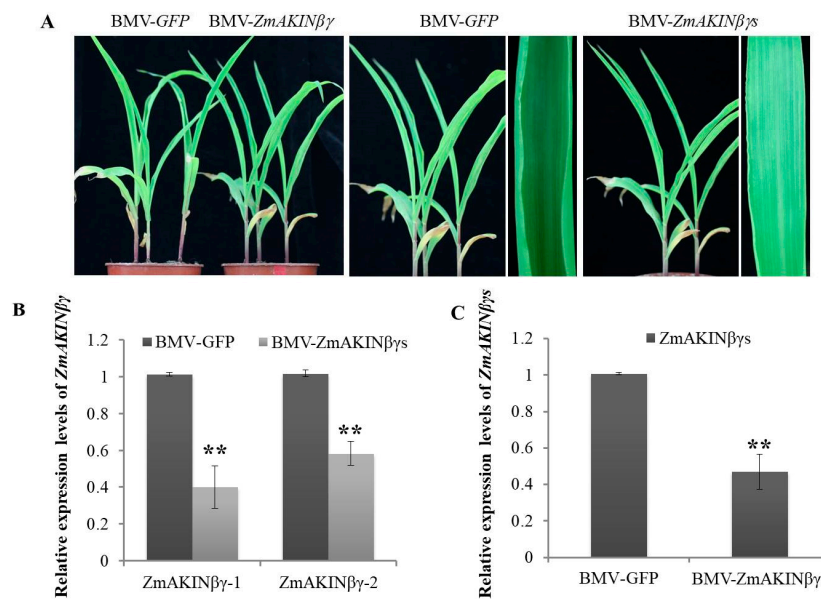 A
BMV-GFP BMV-ZmAKINβγ BMV-GFP BMV-ZmAKINβγs
B
Relative expression levels of ZmAKINβγ
BMV-GFP BMV-ZmAKINβγs
1.2
1
0.8
0.6
0.4
0.2
0
**
**
ZmAKINβγ-1 ZmAKINβγ-2
C
Relative expression levels of ZmAKINβγs
ZmAKINβγs
1.2
1
0.8
0.6
0.4
0.2
0
**
BMV-GFP BMV-ZmAKINβγ